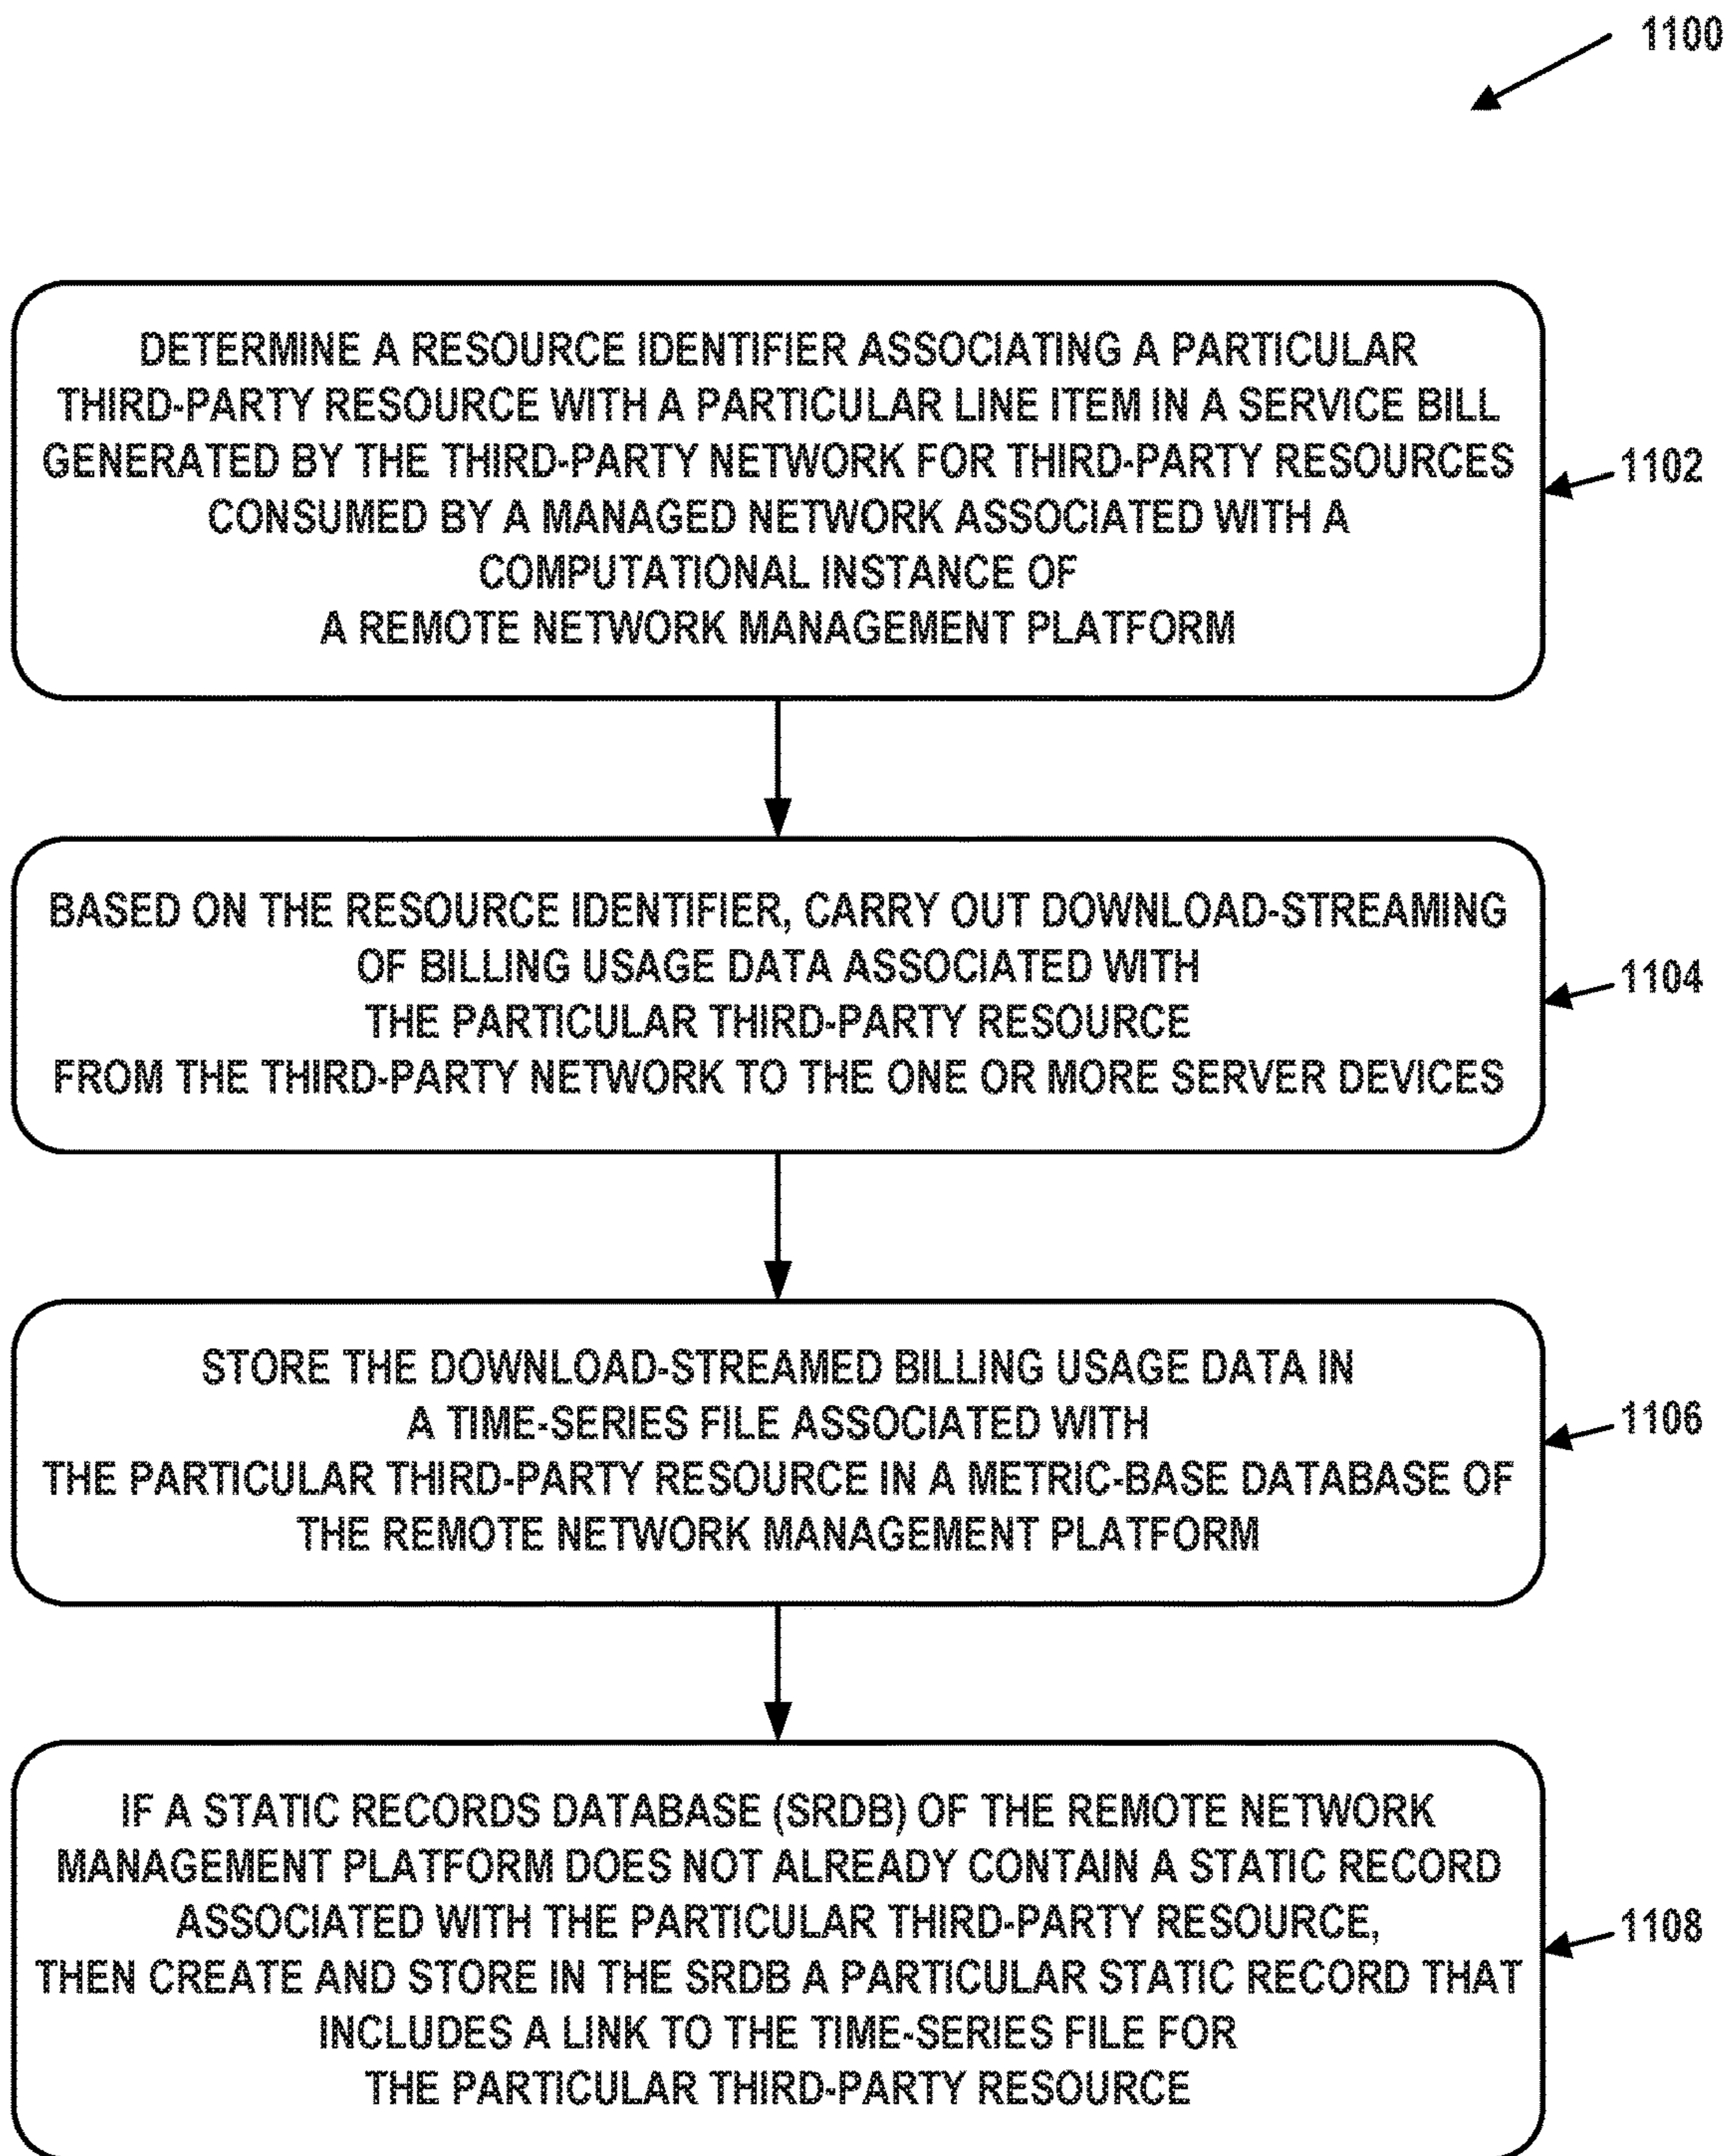 1100
DETERMINE A RESOURCE IDENTIFIER ASSOCIATING A PARTICULAR
THIRD-PARTY RESOURCE WITH A PARTICULAR LINE ITEM IN A SERVICE BILL
GENERATED BY THE THIRD-PARTY NETWORK FOR THIRD-PARTY RESOURCES
CONSUMED BY A MANAGED NETWORK ASSOCIATED WITH A
COMPUTATIONAL INSTANCE OF
A REMOTE NETWORK MANAGEMENT PLATFORM
1102
BASED ON THE RESOURCE IDENTIFIER, CARRY OUT DOWNLOAD-STREAMING
OF BILLING USAGE DATA ASSOCIATED WITH
THE PARTICULAR THIRD-PARTY RESOURCE
FROM THE THIRD-PARTY NETWORK TO THE ONE OR MORE SERVER DEVICES
1104
STORE THE DOWNLOAD-STREAMED BILLING USAGE DATA IN
A TIME-SERIES FILE ASSOCIATED WITH
THE PARTICULAR THIRD-PARTY RESOURCE IN A METRIC-BASE DATABASE OF
THE REMOTE NETWORK MANAGEMENT PLATFORM
1106
IF A STATIC RECORDS DATABASE (SRDB) OF THE REMOTE NETWORK
MANAGEMENT PLATFORM DOES NOT ALREADY CONTAIN A STATIC RECORD
ASSOCIATED WITH THE PARTICULAR THIRD-PARTY RESOURCE,
THEN CREATE AND STORE IN THE SRDB A PARTICULAR STATIC RECORD THAT
INCLUDES A LINK TO THE TIME-SERIES FILE FOR
THE PARTICULAR THIRD-PARTY RESOURCE
1108